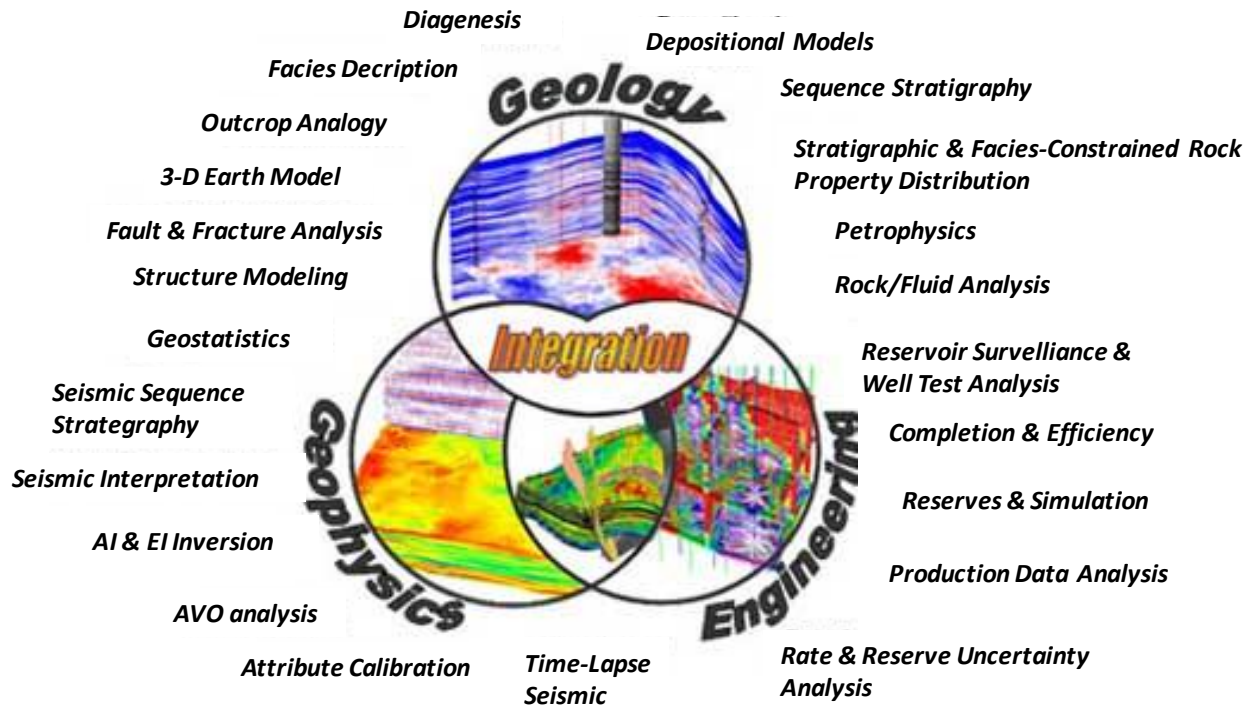 Diagenesis
Depositional Models
Geology
Facies Decription
Sequence Stratigraphy
Outcrop Analogy
Stratigraphic & Facies-Constrained Rock
Property Distribution
3-D Earth Model
Fault & Fracture Analysis
Petrophysics
Structure Modeling
Rock/Fluid Analysis
Geostatistics
Integration
Reservoir Survelliance &
Well Test Analysis
Seismic Sequence
Strategraphy
Geophysics
Engineering
Completion & Efficiency
Seismic Interpretation
Reserves & Simulation
AI & EI Inversion
Production Data Analysis
AVO analysis
Attribute Calibration
Time-Lapse
Seismic
Rate & Reserve Uncertainty
Analysis